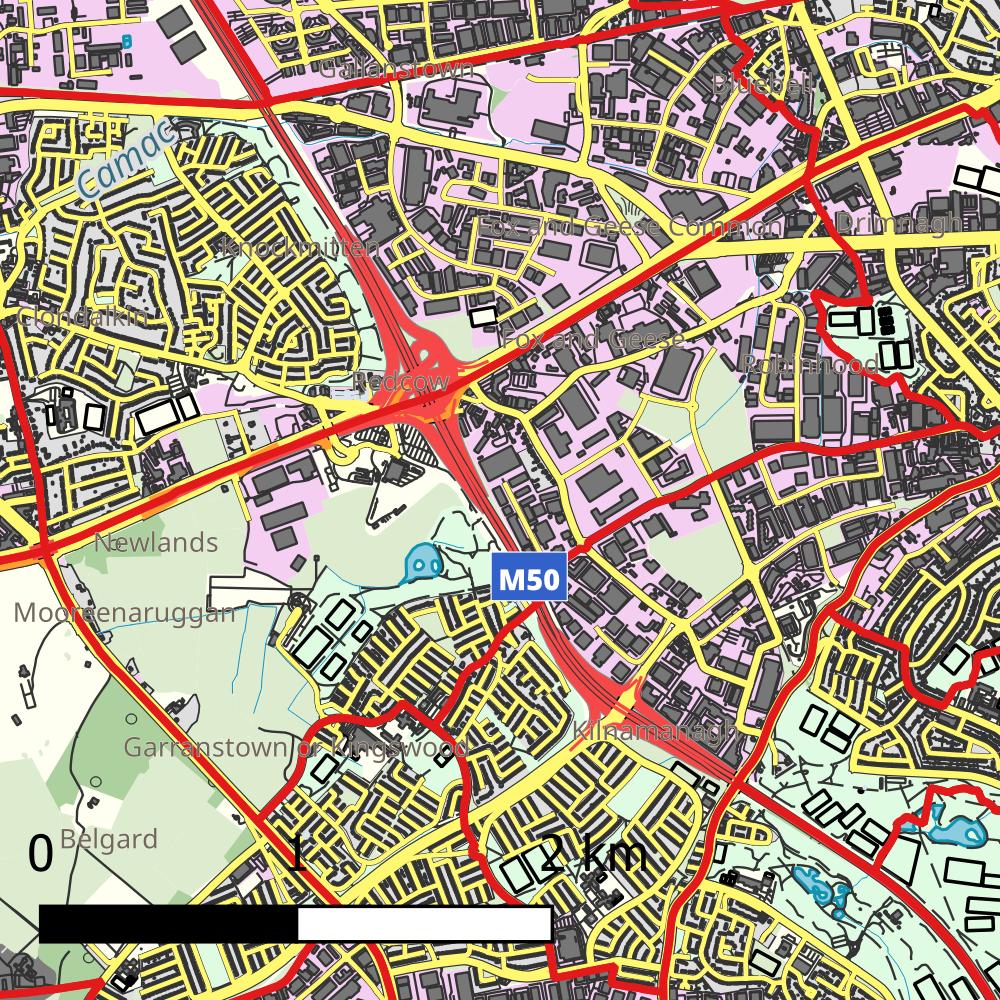 Gallanstown
Bluebell
Camac
Fox and Geese Common
Drimnagh
Knockmitten
Clondalkin
Fox and Geese
Robinhood
Redcow
Newlands
M50
Mooreenaruggan
Kilnamanagh
Garranstown or Kingswood
Belgard
0 1 2 km